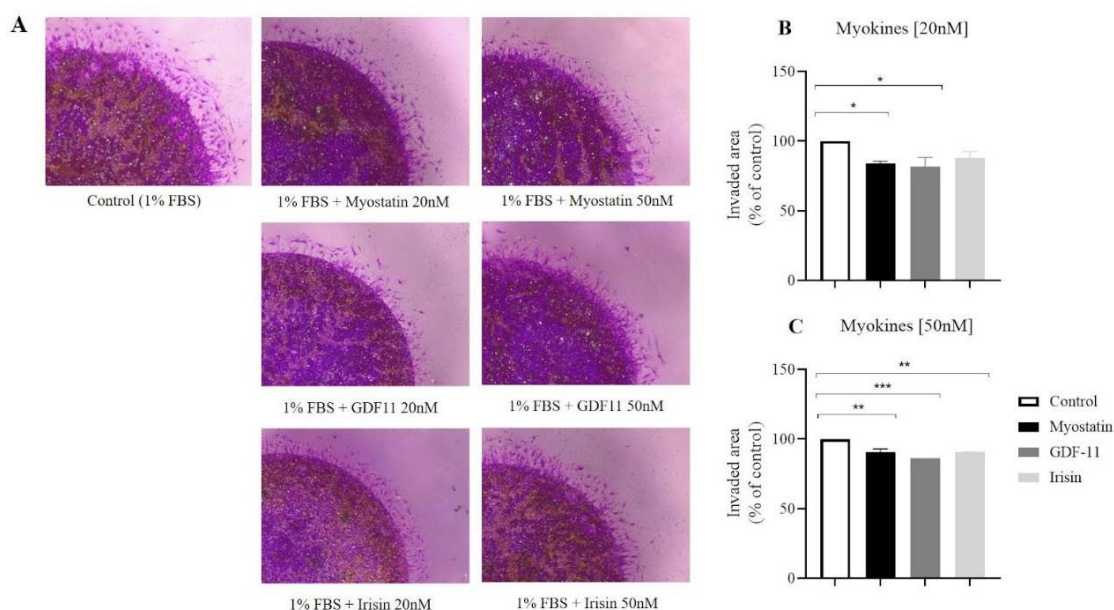 A
Control (1% FBS)
1% FBS + Myostatin 20nM
1% FBS + Myostatin 50nM
1% FBS + GDF11 20nM
1% FBS + GDF11 50nM
1% FBS + Irisin 20nM
1% FBS + Irisin 50nM
B
Myokines [20nM]
Invaded area
(% of control)
150
100
50
0
*
*
C
Myokines [50nM]
Invaded area
(% of control)
150
100
50
0
**
***
**
Control
Myostatin
GDF-11
Irisin